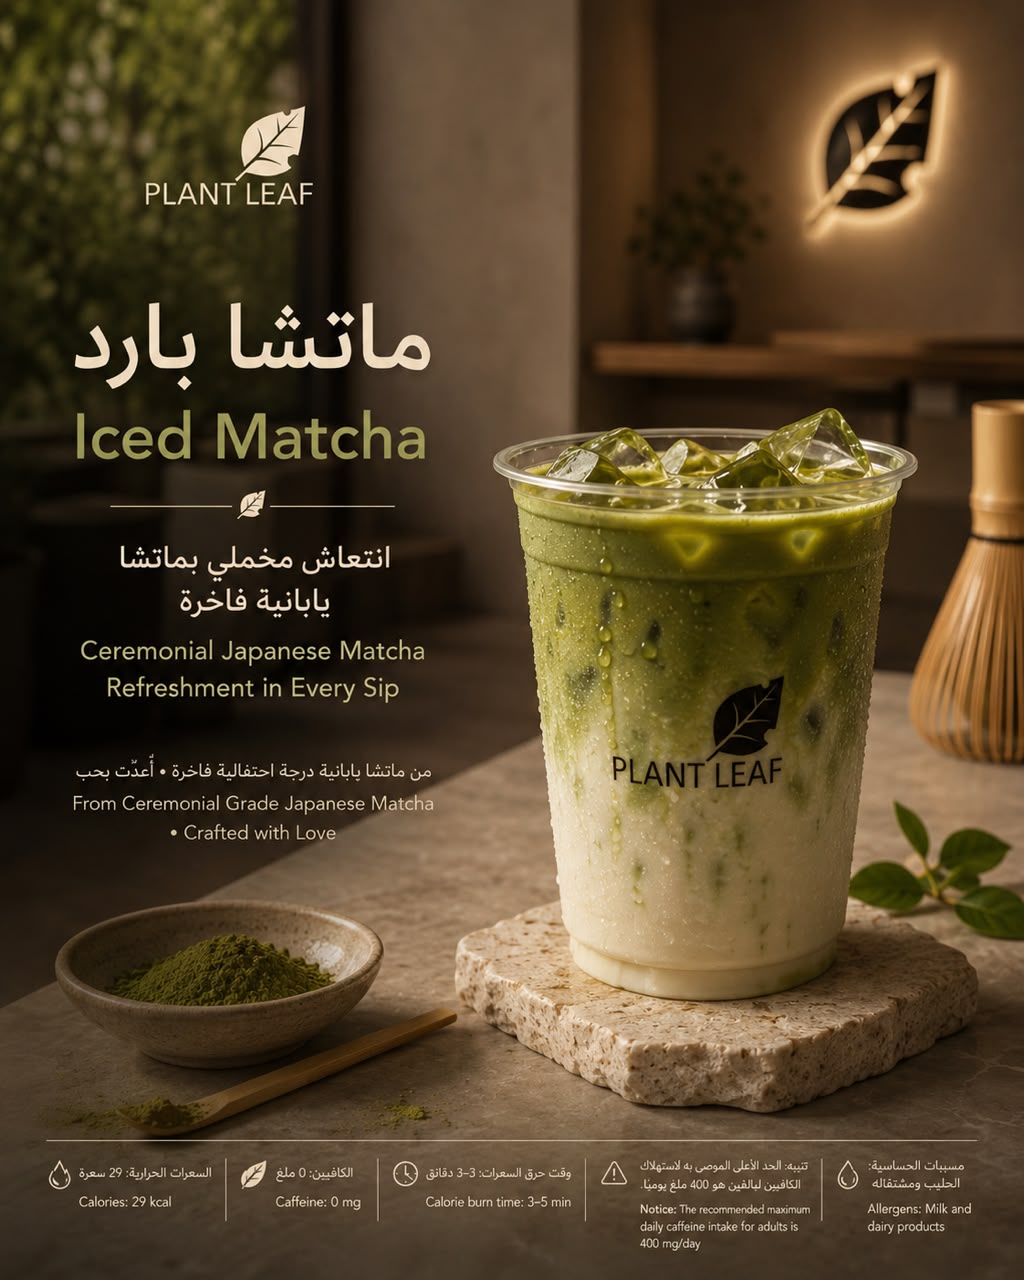 PLANT LEAF
ماتشا بارد
Iced Matcha
انتعاش مخملي بماتشا
يابانية فاخرة
Ceremonial Japanese Matcha
Refreshment in Every Sip
من ماتشا يابانية درجة احتفالية فاخرة • أُعدّت بحب
From Ceremonial Grade Japanese Matcha
• Crafted with Love
PLANT LEAF
السعرات الحرارية: 29 سعرة
Calories: 29 kcal
الكافيين: 0 ملغ
Caffeine: 0 mg
وقت حرق السعرات: 3–3 دقائق
Calorie burn time: 3–5 min
تنبيه: الحد الأعلى الموصى به لاستهلاك
الكافيين لبالفين هو 400 ملغ يوميًا.
Notice: The recommended maximum
daily caffeine intake for adults is
400 mg/day
مسببات الحساسية:
الحليب ومشتفاله
Allergens: Milk and
dairy products